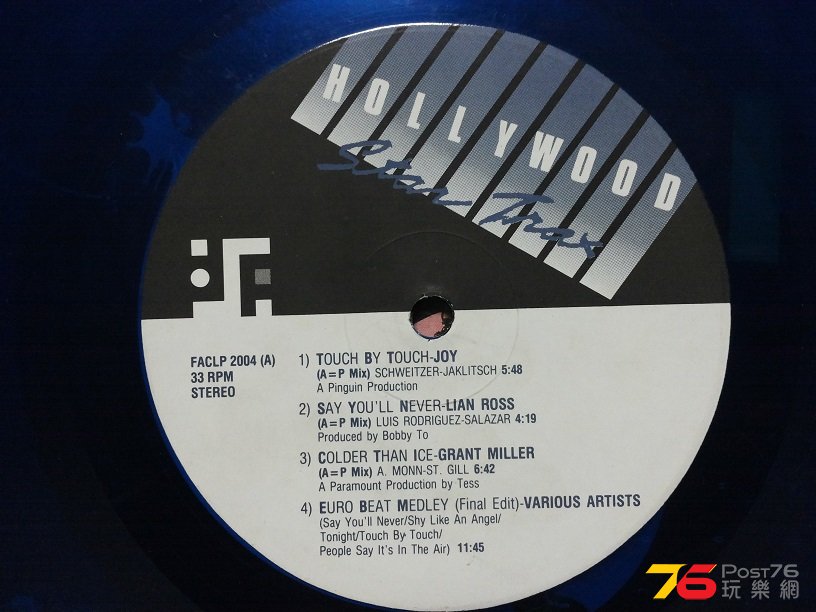 HOLLYWOOD
Star Trax
FACLP 2004 (A)
33 RPM
STEREO
1) TOUCH BY TOUCH-JOY
(A=P Mix) SCHWEITZER-JAKLITSCH 5:48
A Pinguin Production
2) SAY YOU'LL NEVER-LIAN ROSS
(A=P Mix) LUIS RODRIGUEZ-SALAZAR 4:19
Produced by Bobby To
3) COLDER THAN ICE-GRANT MILLER
(A=P Mix) A. MONN-ST. GILL 6:42
A Paramount Production by Tess
4) EURO BEAT MEDLEY (Final Edit)-VARIOUS ARTISTS
(Say You'll Never/Shy Like An Angel/
Tonight/Touch By Touch/
People Say It's In The Air) 11:45
76 POST76
玩樂網